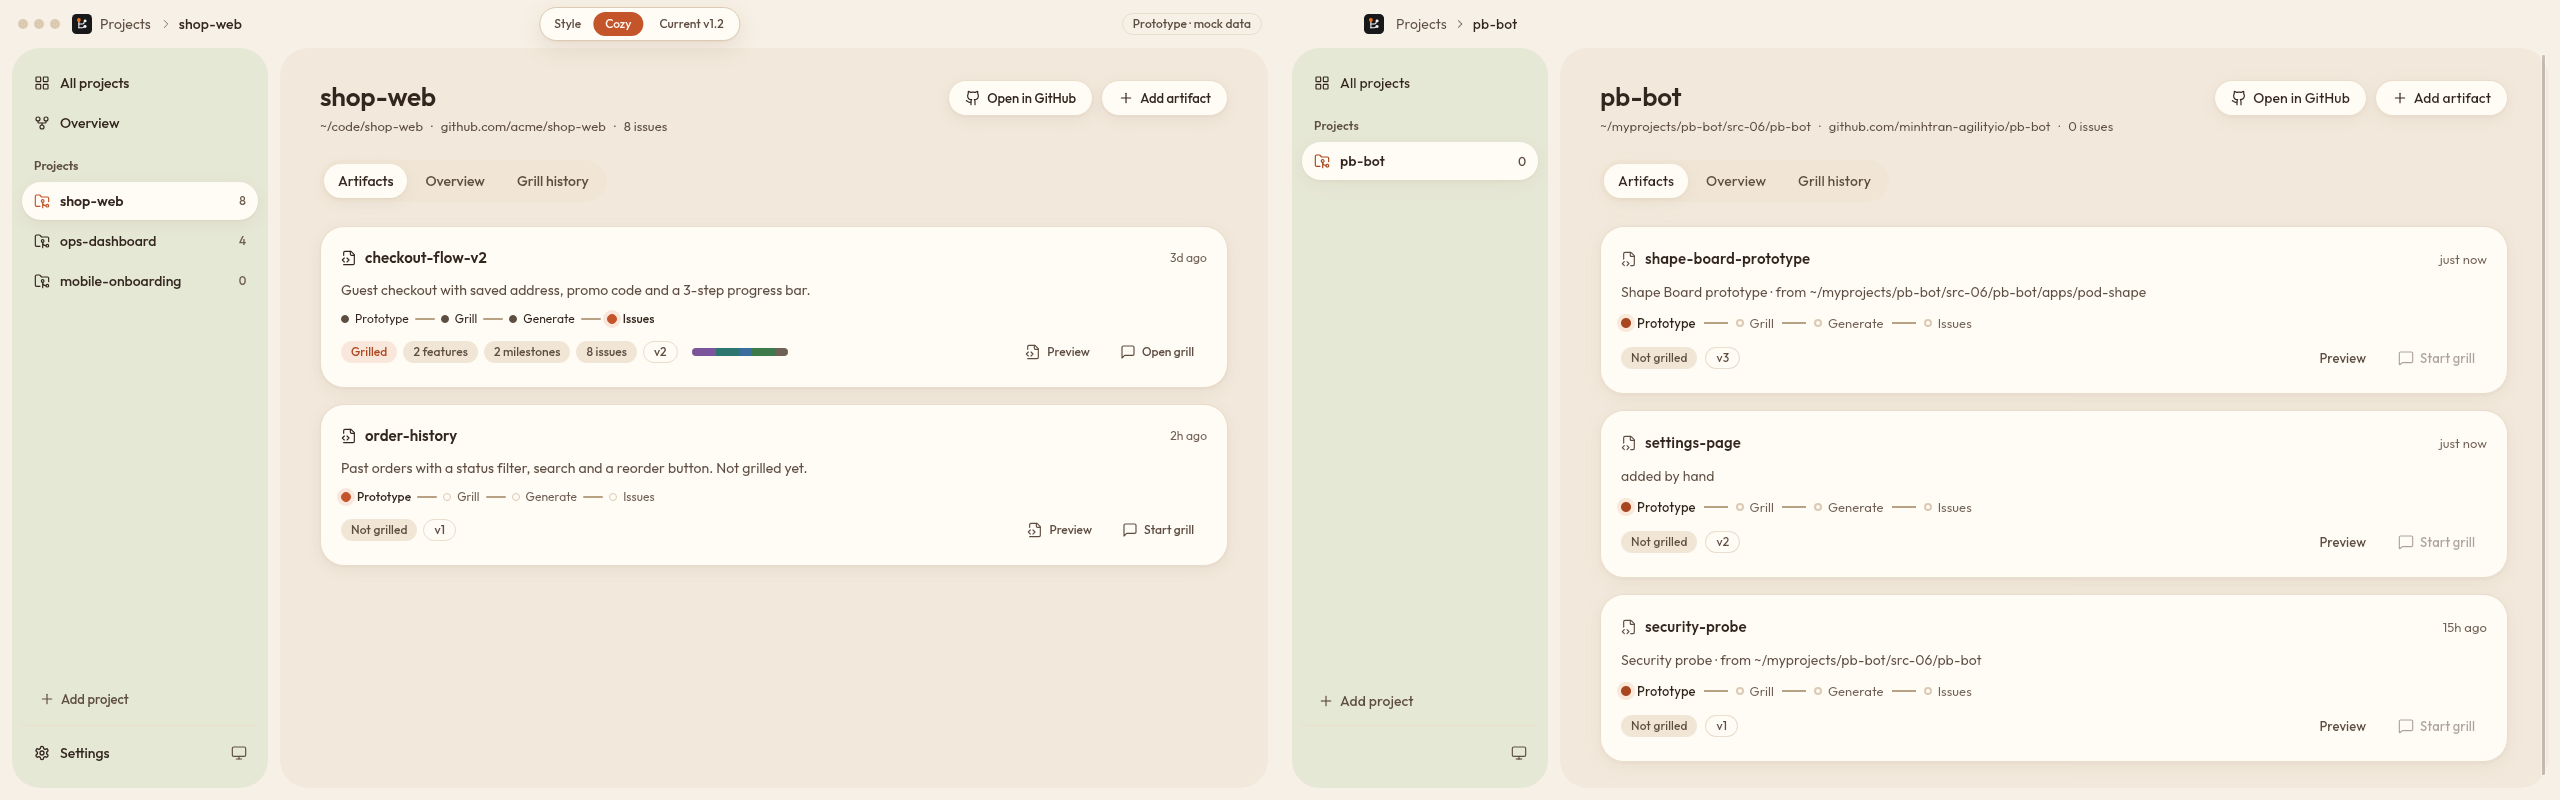 Projects > shop-web
Style Cozy Current v1.2
Prototype · mock data
All projects
Overview
Projects
shop-web 8
ops-dashboard 4
mobile-onboarding 0
Add project
Settings
shop-web
Open in GitHub
Add artifact
~/code/shop-web · github.com/acme/shop-web · 8 issues
Artifacts Overview Grill history
checkout-flow-v2 3d ago
Guest checkout with saved address, promo code and a 3-step progress bar.
Prototype Grill Generate Issues
Grilled 2 features 2 milestones 8 issues v2 Preview Open grill
order-history 2h ago
Past orders with a status filter, search and a reorder button. Not grilled yet.
Prototype Grill Generate Issues
Not grilled v1 Preview Start grill
Projects > pb-bot
All projects
Projects
pb-bot 0
Add project
pb-bot
Open in GitHub
Add artifact
~/myprojects/pb-bot/src-06/pb-bot · github.com/minhtran-agilityio/pb-bot · 0 issues
Artifacts Overview Grill history
shape-board-prototype just now
Shape Board prototype · from ~/myprojects/pb-bot/src-06/pb-bot/apps/pod-shape
Prototype Grill Generate Issues
Not grilled v3 Preview Start grill
settings-page just now
added by hand
Prototype Grill Generate Issues
Not grilled v2 Preview Start grill
security-probe 15h ago
Security probe · from ~/myprojects/pb-bot/src-06/pb-bot
Prototype Grill Generate Issues
Not grilled v1 Preview Start grill